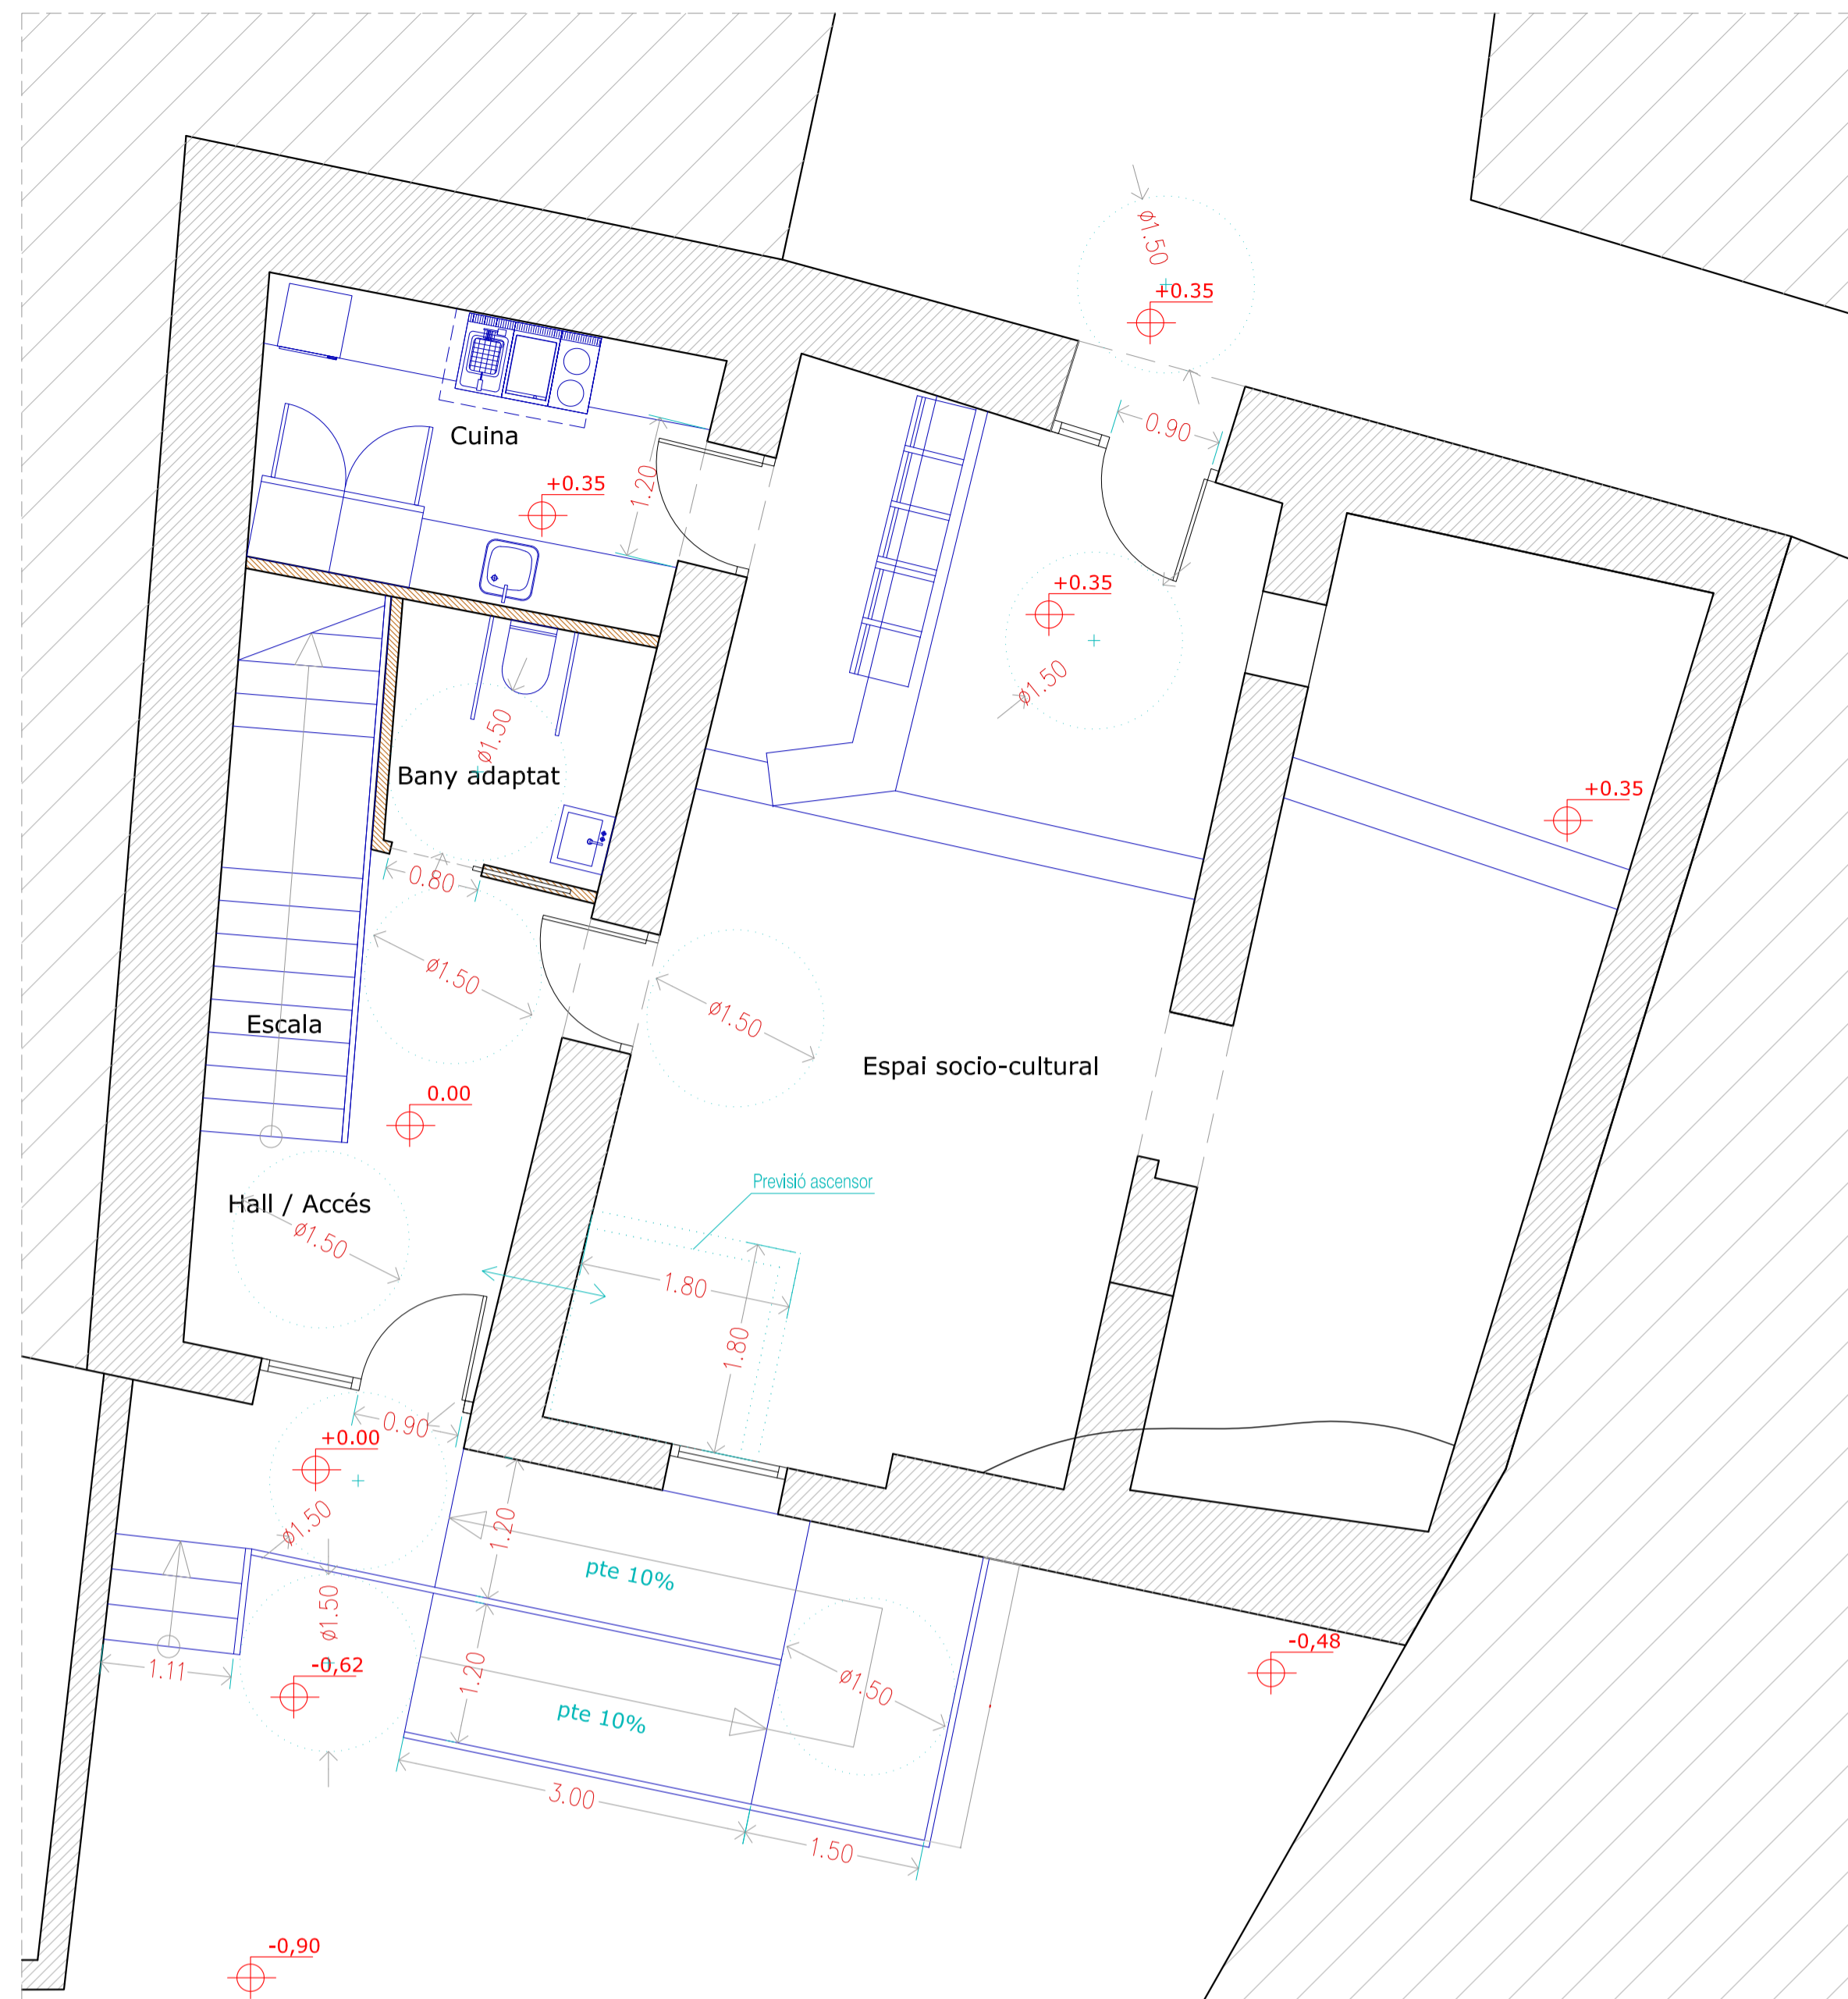 ø1.50
+0.35
0.90
Cuina
+0.35
1.20
+0.35
ø1.50
ø1.50
Bany adaptat
+0.35
0.80
ø1.50
ø1.50
Escala
Espai socio-cultural
0.00
Previsió ascensor
Hall / Accés
ø1.50
1.80
1.80
0.90
+0.00
ø1.50
1.20
pte 10%
ø1.50
-0,48
-0,62
1.11
1.20
ø1.50
pte 10%
3.00
1.50
-0,90